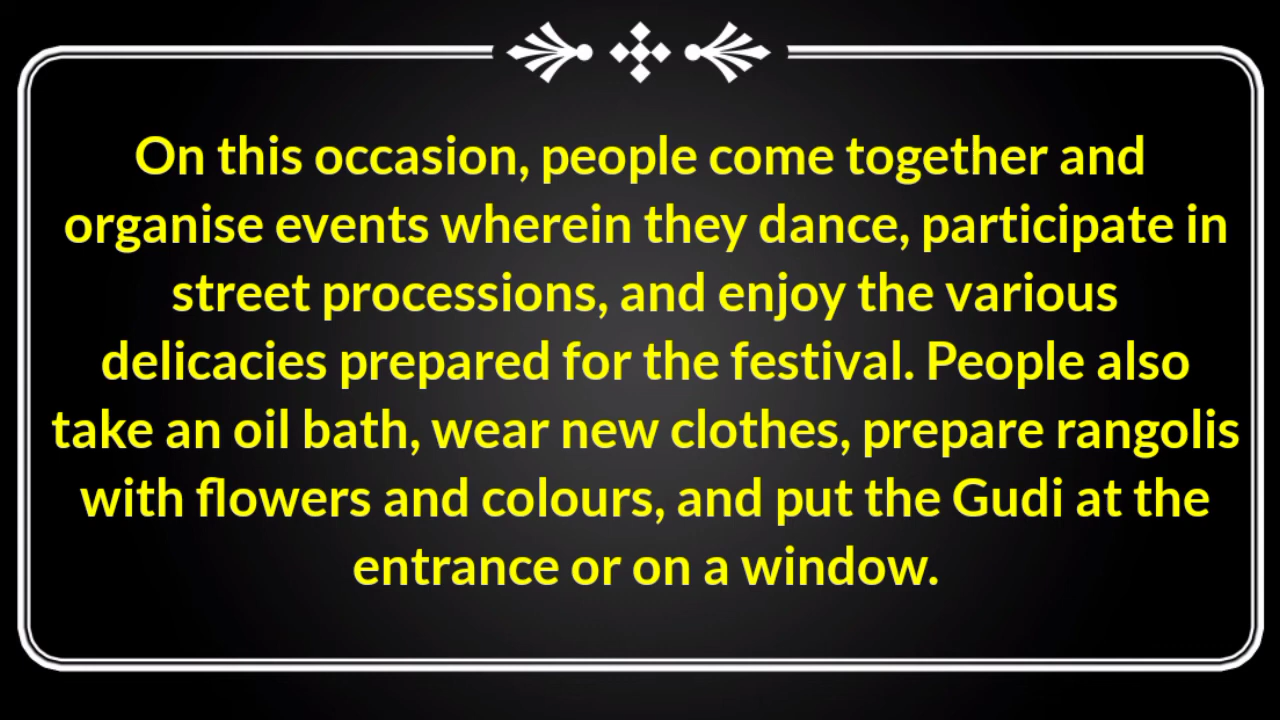 On this occasion, people come together and
organise events wherein they dance, participate in
street processions, and enjoy the various
delicacies prepared for the festival. People also
take an oil bath, wear new clothes, prepare rangolis
with flowers and colours, and put the Gudi at the
entrance or on a window.